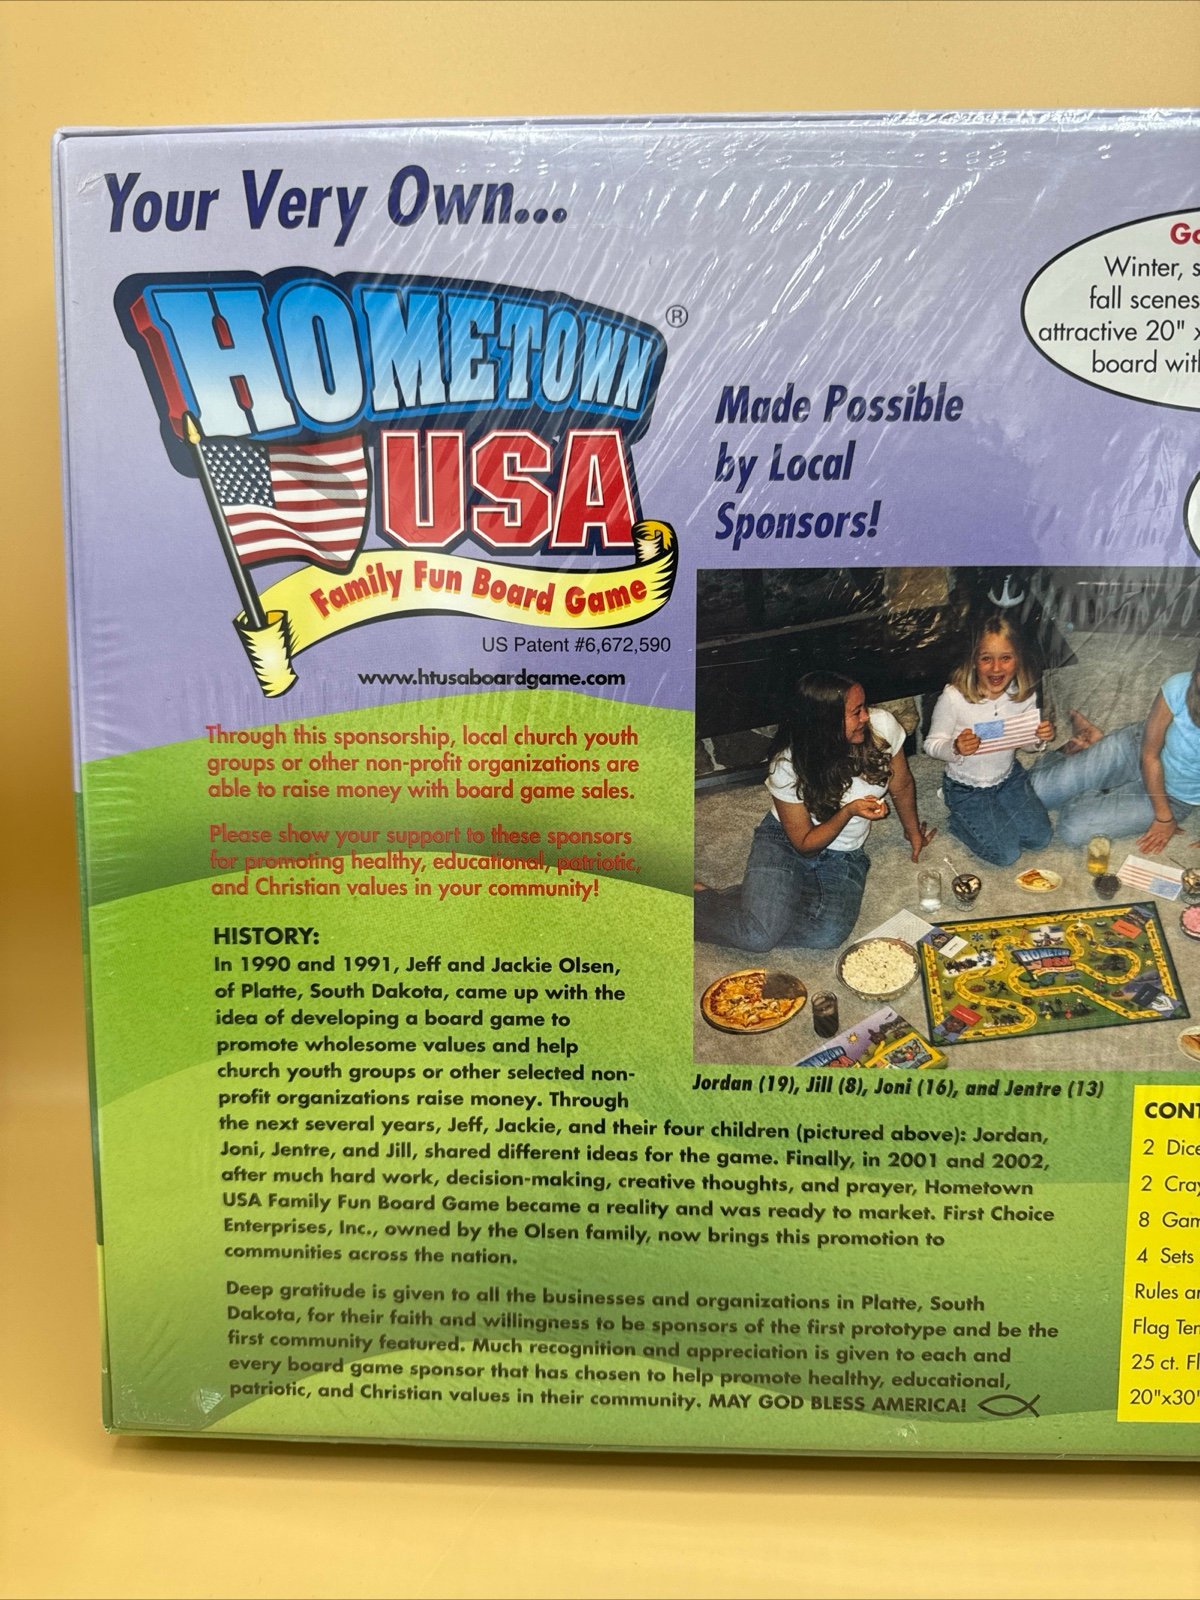 Your Very Own...
HOMETOWN ®
USA
Family Fun Board Game
US Patent #6,672,590
www.htusaboardgame.com
Through this sponsorship, local church youth
groups or other non-profit organizations are
able to raise money with board game sales.
Please show your support to these sponsors
for promoting healthy, educational, patriotic,
and Christian values in your community!
Made Possible
by Local
Sponsors!
Winter, s
fall scenes
attractive 20" x
board with
HISTORY:
In 1990 and 1991, Jeff and Jackie Olsen,
of Platte, South Dakota, came up with the
idea of developing a board game to
promote wholesome values and help
church youth groups or other selected non-
profit organizations raise money. Through
the next several years, Jeff, Jackie, and their four children (pictured above): Jordan,
Joni, Jentre, and Jill, shared different ideas for the game. Finally, in 2001 and 2002,
after much hard work, decision-making, creative thoughts, and prayer, Hometown
USA Family Fun Board Game became a reality and was ready to market. First Choice
Enterprises, Inc., owned by the Olsen family, now brings this promotion to
communities across the nation.
Deep gratitude is given to all the businesses and organizations in Platte, South
Dakota, for their faith and willingness to be sponsors of the first prototype and be the
first community featured. Much recognition and appreciation is given to each and
every board game sponsor that has chosen to help promote healthy, educational,
patriotic, and Christian values in their community. MAY GOD BLESS AMERICA!
HOMETOWN
USA
Jordan (19), Jill (8), Joni (16), and Jentre (13)
CONT
2 Dice
2 Cray
8 Gam
4 Sets
Rules an
Flag Tem
25 ct. Fl
20"x30"